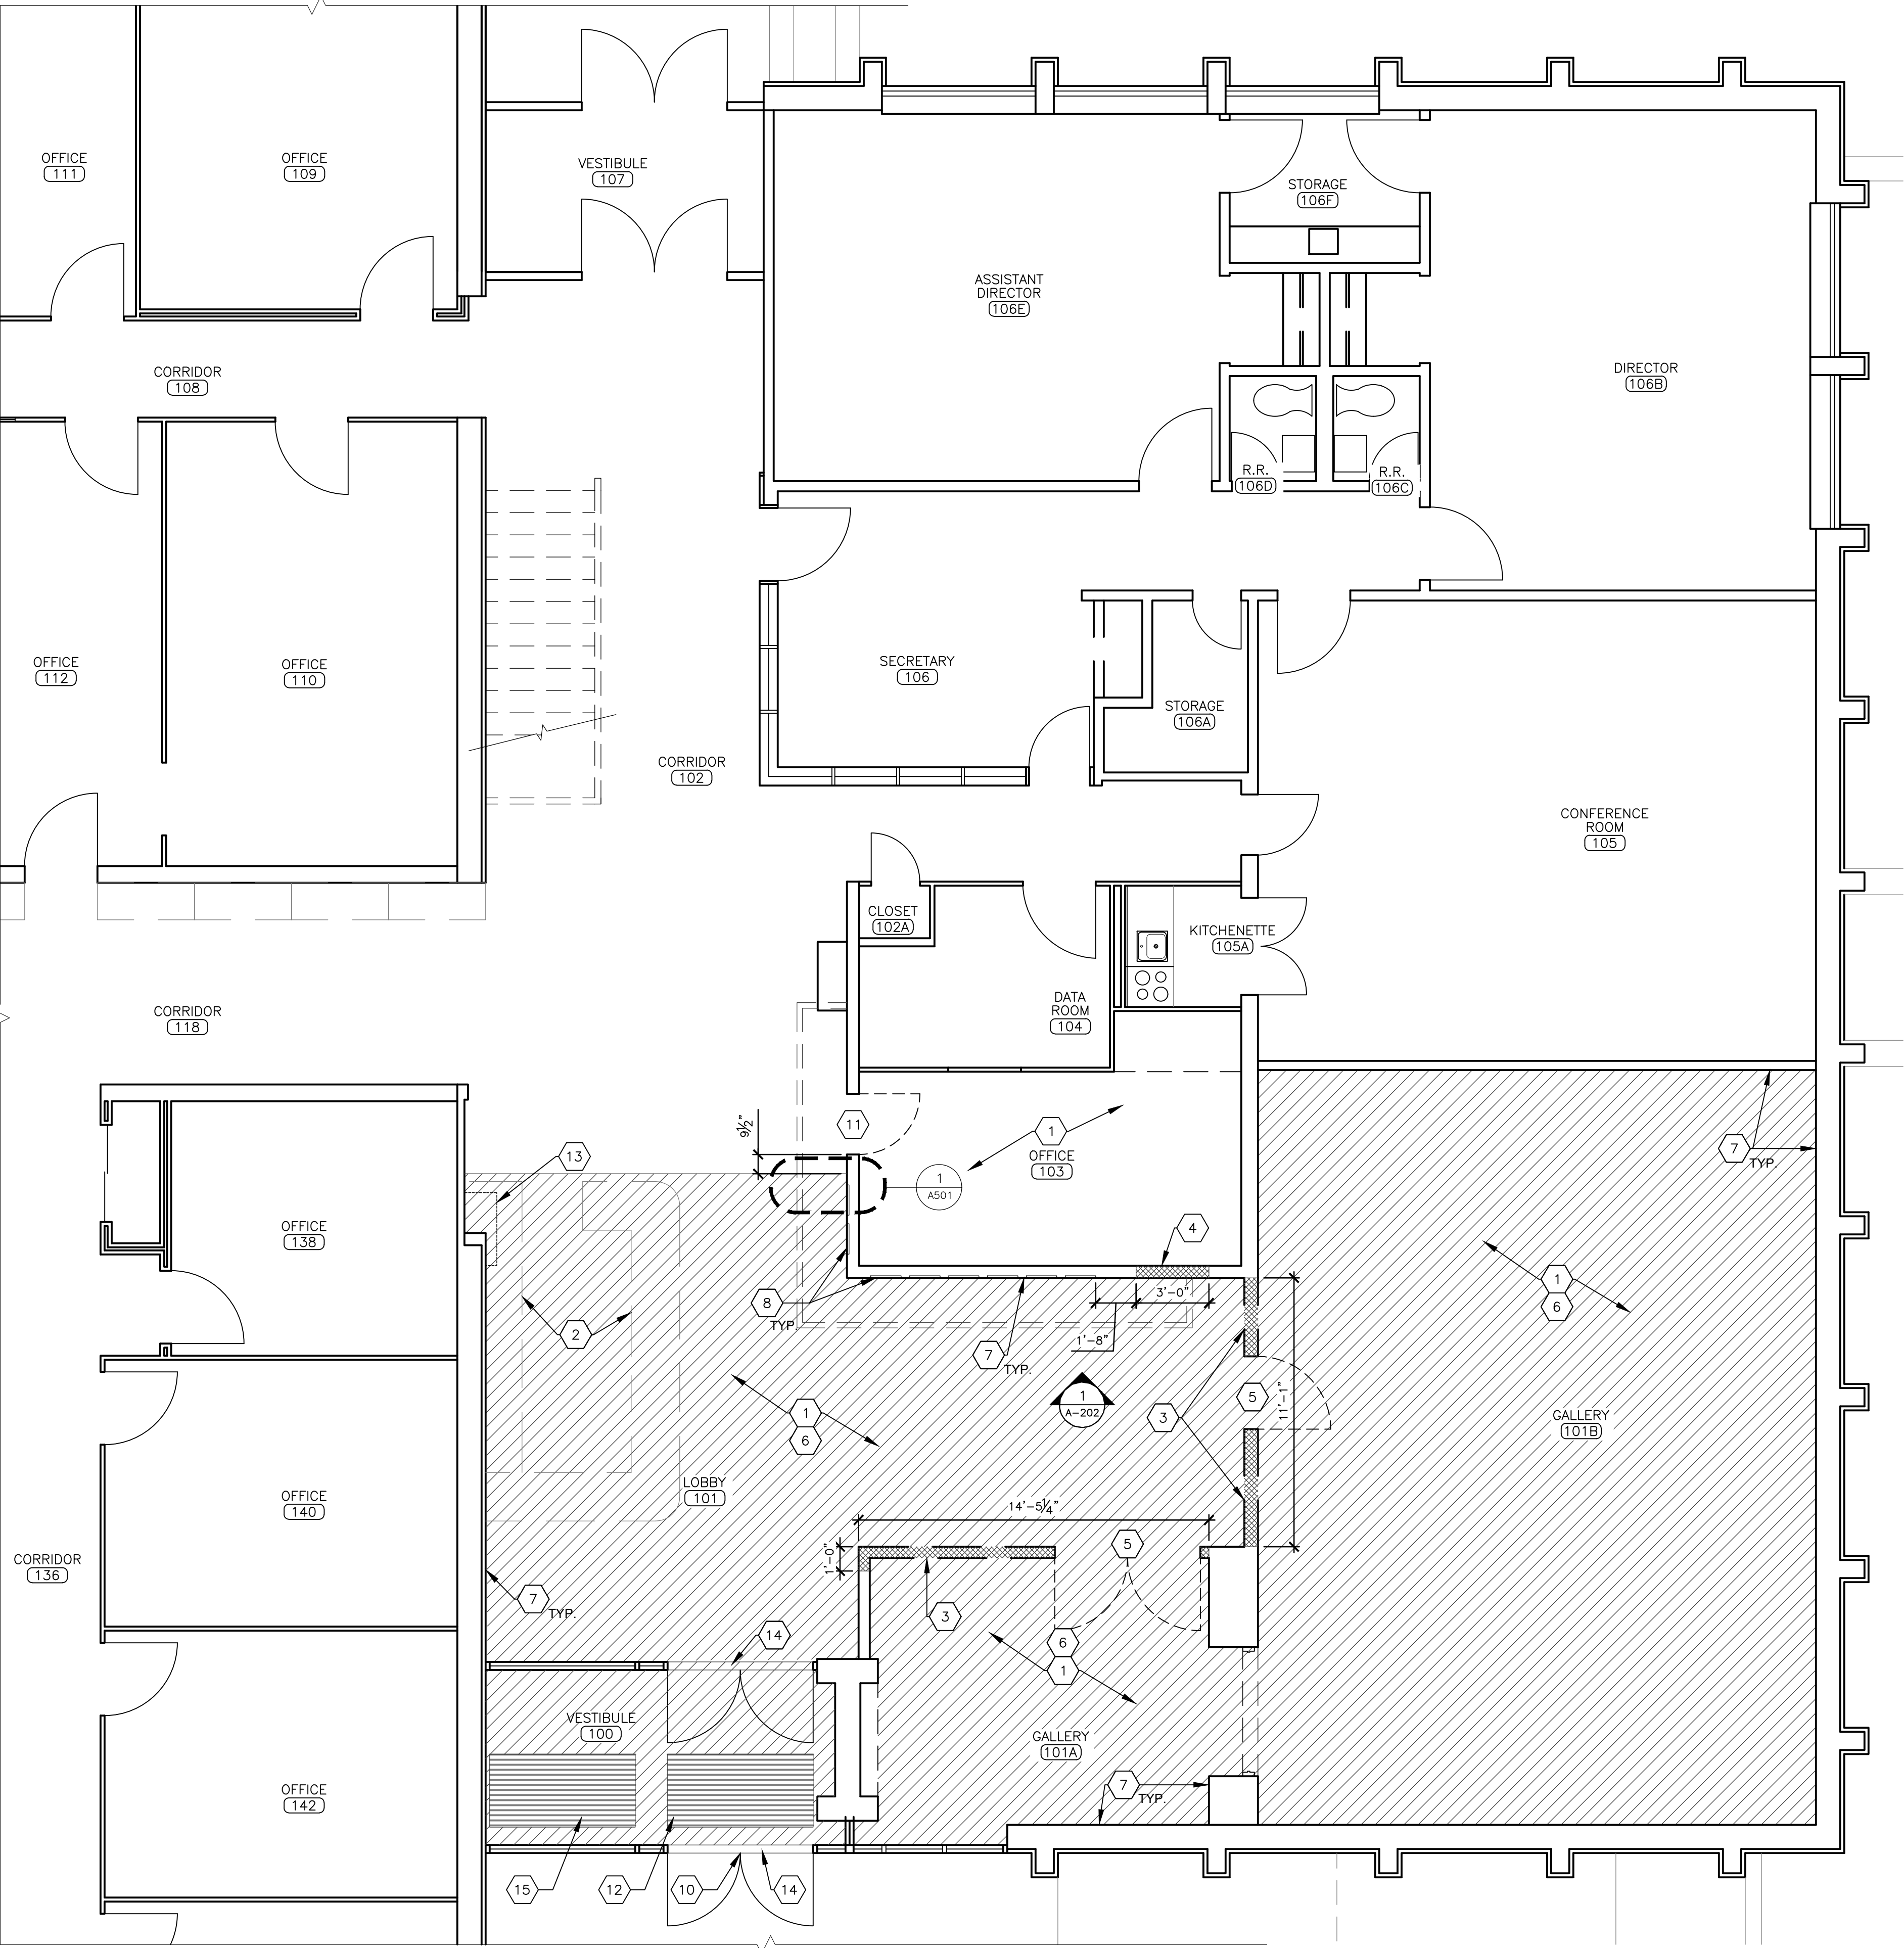 OFFICE
111
OFFICE
109
VESTIBULE
107
STORAGE
106F
ASSISTANT
DIRECTOR
106E
DIRECTOR
106B
CORRIDOR
108
R.R.
106D
R.R.
106C
OFFICE
112
OFFICE
110
SECRETARY
106
STORAGE
106A
CORRIDOR
102
CONFERENCE
ROOM
105
CLOSET
102A
KITCHENETTE
105A
DATA
ROOM
104
CORRIDOR
118
9½"
11
1
OFFICE
103
1
A501
13
7
TYP.
4
OFFICE
138
2
8
TYP.
3'-0"
1'-8"
7
TYP.
1
6
1
A-202
5
11'-1"
3
1
6
GALLERY
101B
LOBBY
101
OFFICE
140
14'-5¼"
1'-0"
5
3
CORRIDOR
136
7
TYP.
14
6
1
VESTIBULE
100
GALLERY
101A
7
TYP.
OFFICE
142
15
12
10
14